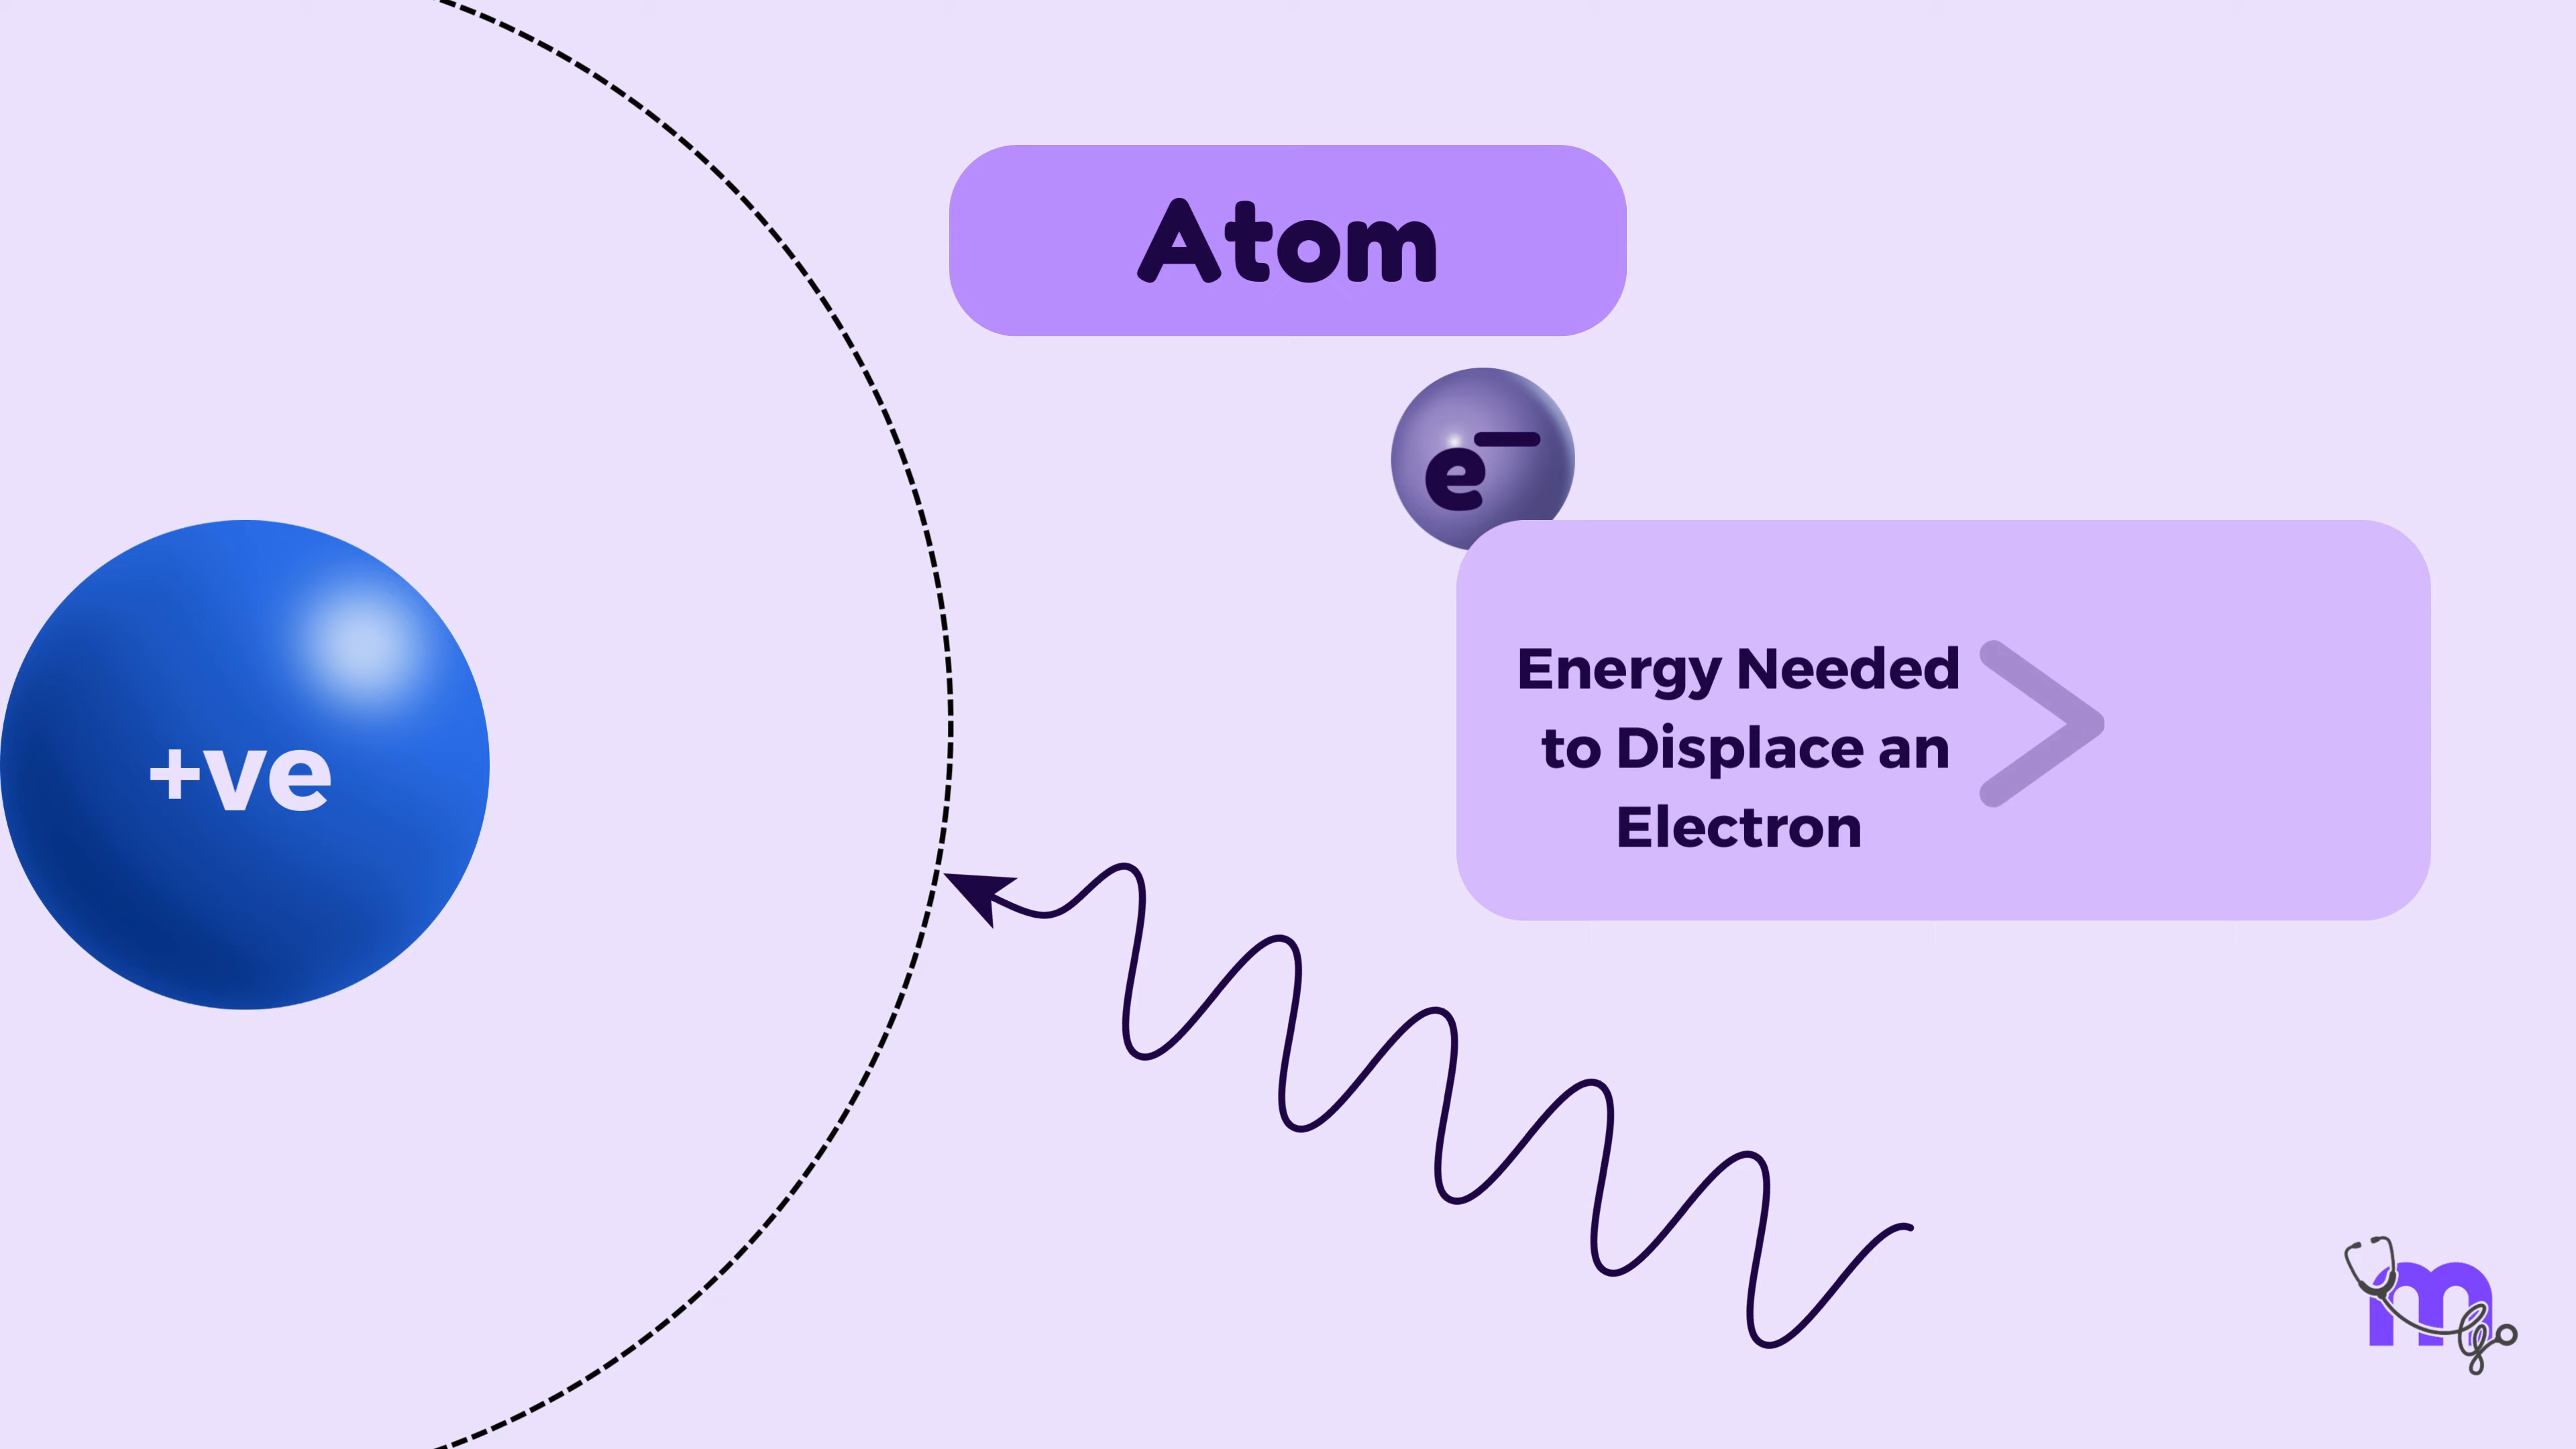 Atom
e⁻
+ve
Energy Needed
to Displace an
Electron
>
m